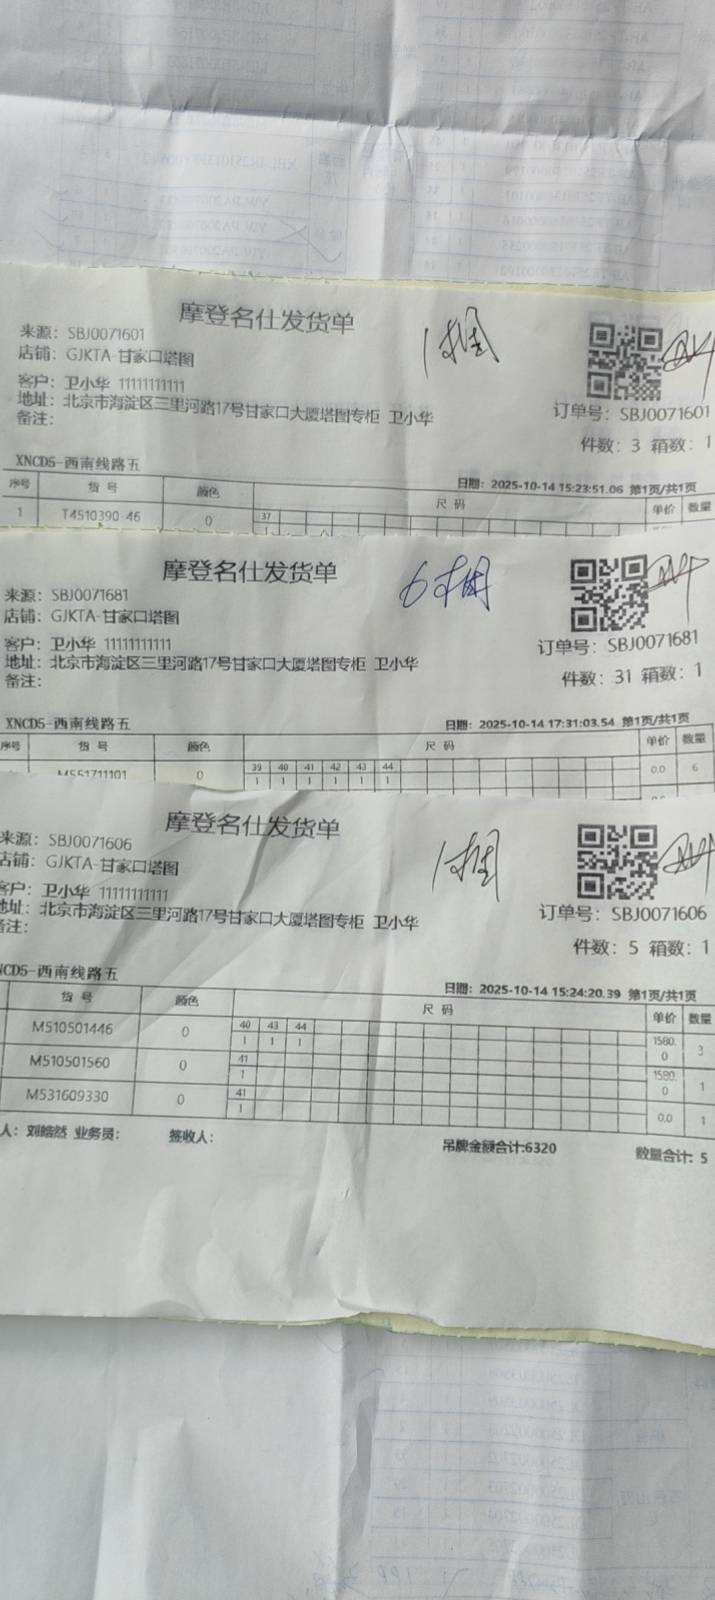 摩登名仕发货单
来源: SBJ0071601
店铺: GJKTA-甘家口塔图
客户: 卫小华 11111111111
地址: 北京市海淀区三里河路17号甘家口大厦塔图专柜 卫小华
备注:
订单号: SBJ0071601
件数: 3 箱数: 1
XNCD5-西南线路五
日期: 2025-10-14 15:23:51.06 第1页/共1页
序号 货 号 颜色 尺 码 单价 数量
1 T4510390-46 0 37
摩登名仕发货单
6捆
来源: SBJ0071681
店铺: GJKTA-甘家口塔图
客户: 卫小华 11111111111
地址: 北京市海淀区三里河路17号甘家口大厦塔图专柜 卫小华
备注:
订单号: SBJ0071681
件数: 31 箱数: 1
XNCD5-西南线路五
日期: 2025-10-14 17:31:03.54 第1页/共1页
序号 货 号 颜色 尺 码 单价 数量
M551711101 0 39 40 41 42 43 44 0.0 6
1 1 1 1 1 1
摩登名仕发货单
来源: SBJ0071606
店铺: GJKTA-甘家口塔图
客户: 卫小华 11111111111
地址: 北京市海淀区三里河路17号甘家口大厦塔图专柜 卫小华
备注:
订单号: SBJ0071606
件数: 5 箱数: 1
NCD5-西南线路五
日期: 2025-10-14 15:24:20.39 第1页/共1页
货 号 颜色 尺 码 单价 数量
M510501446 0 40 43 44 1580.0 3
1 1 1
M510501560 0 41 1580.0 1
1
M531609330 0 41 0.0 1
1
人: 刘皓然 业务员: 签收人: 吊牌金额合计:6320 数量合计: 5